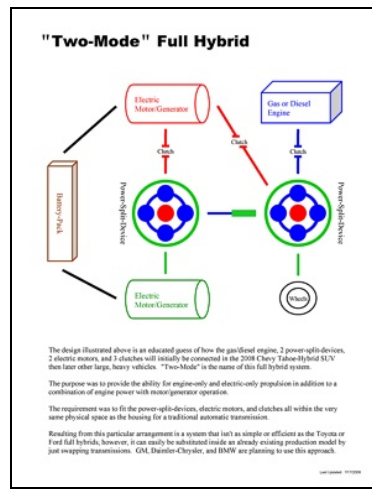 "Two-Mode" Full Hybrid
Electric
Motor/Generator
Gas or Diesel
Engine
Clutch
Clutch
Clutch
Battery-Pack
Power-Split-Device
Power-Split-Device
Electric
Motor/Generator
Wheels
The design illustrated above is an educated guess of how the gas/diesel engine, 2 power-split-devices,
2 electric motors, and 3 clutches will initially be connected in the 2008 Chevy Tahoe-Hybrid SUV
then later other large, heavy vehicles. "Two-Mode" is the name of this full hybrid system.
The purpose was to provide the ability for engine-only and electric-only propulsion in addition to a
combination of engine power with motor/generator operation.
The requirement was to fit the power-split-devices, electric motors, and clutches all within the very
same physical space as the housing for a traditional automatic transmission.
Resulting from this particular arrangement is a system that isn't as simple or efficient as the Toyota or
Ford full hybrids; however, it can easily be substituted inside an already existing production model by
just swapping transmissions. GM, Daimler-Chrysler, and BMW are planning to use this approach.
Last Updated: